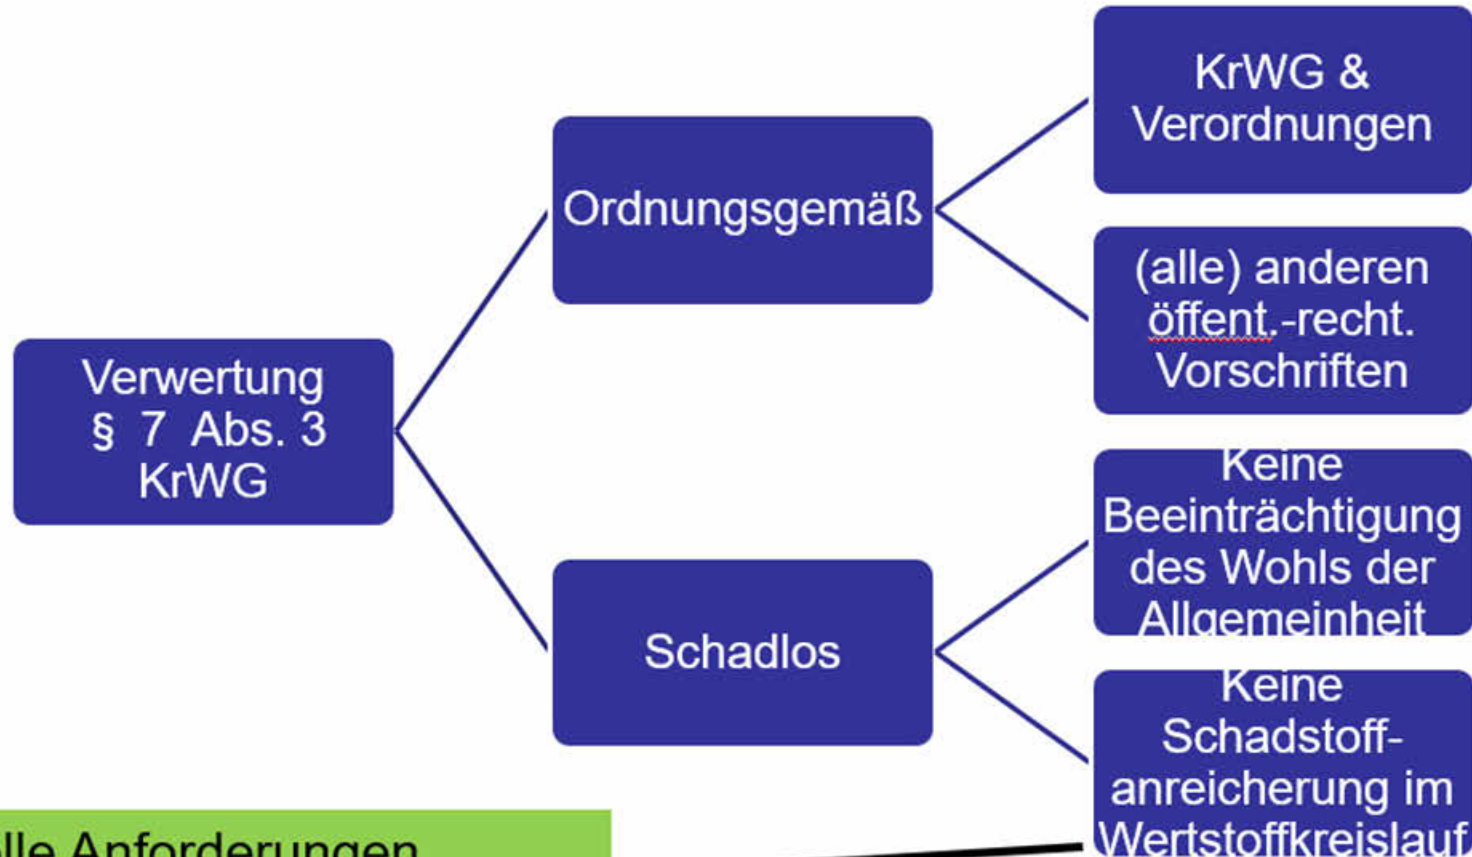 Verwertung
§ 7 Abs. 3
KrWG
Ordnungsgemäß
KrWG &
Verordnungen
(alle) anderen
öffent.-recht.
Vorschriften
Schadlos
Keine
Beeinträchtigung
des Wohls der
Allgemeinheit
Keine
Schadstoff-
anreicherung im
Wertstoffkreislauf
Anforderungen